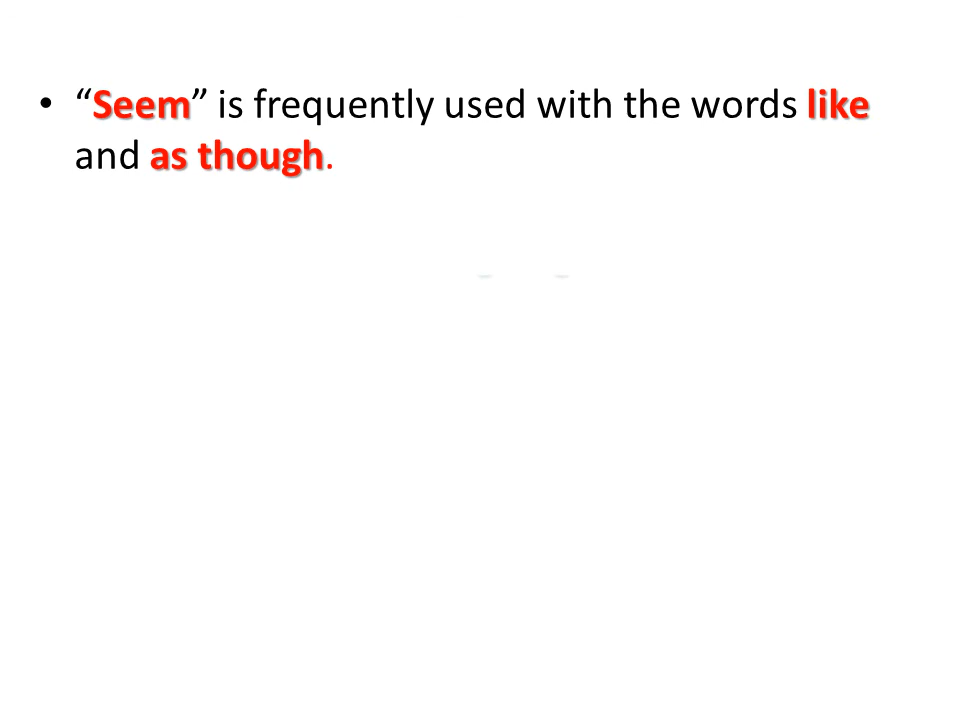 • “Seem” is frequently used with the words like
and as though.